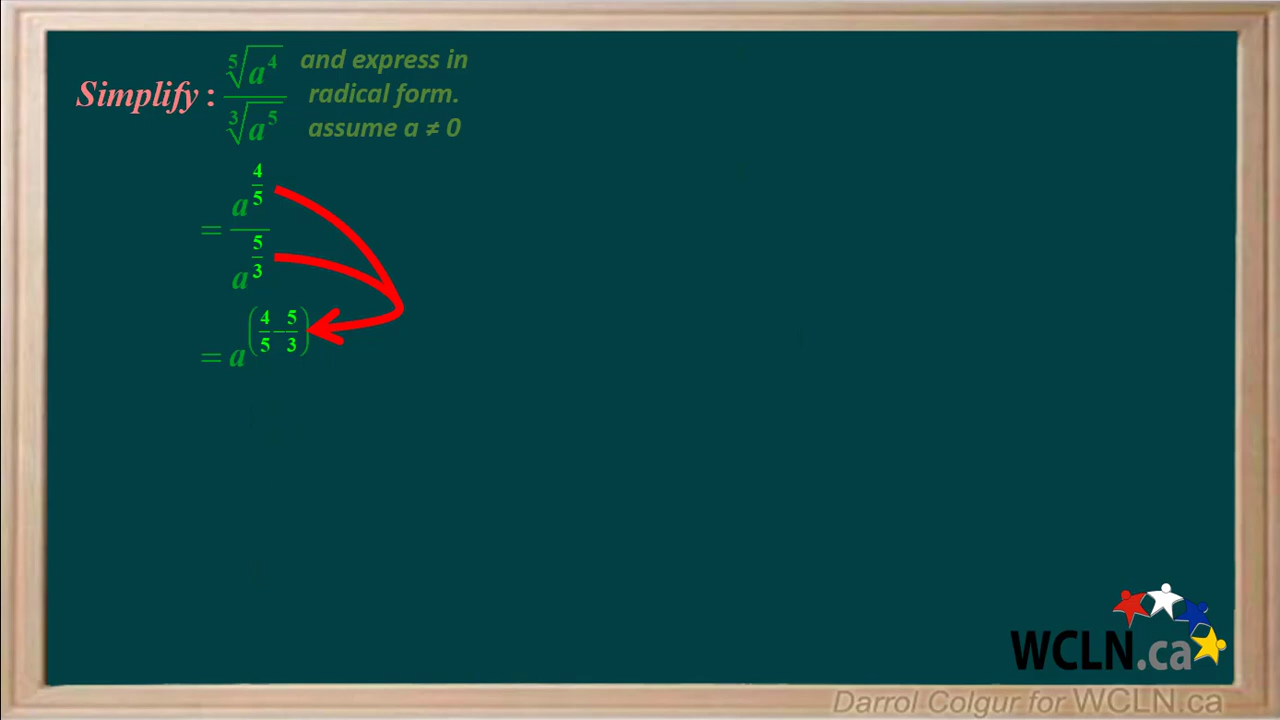 Simplify : ⁵√a⁴ / ³√a⁵ and express in
radical form.
assume a ≠ 0
= a^(4/5) / a^(5/3)
= a^(4/5 − 5/3)
WCLN.ca
Darrol Colgur for WCLN.ca